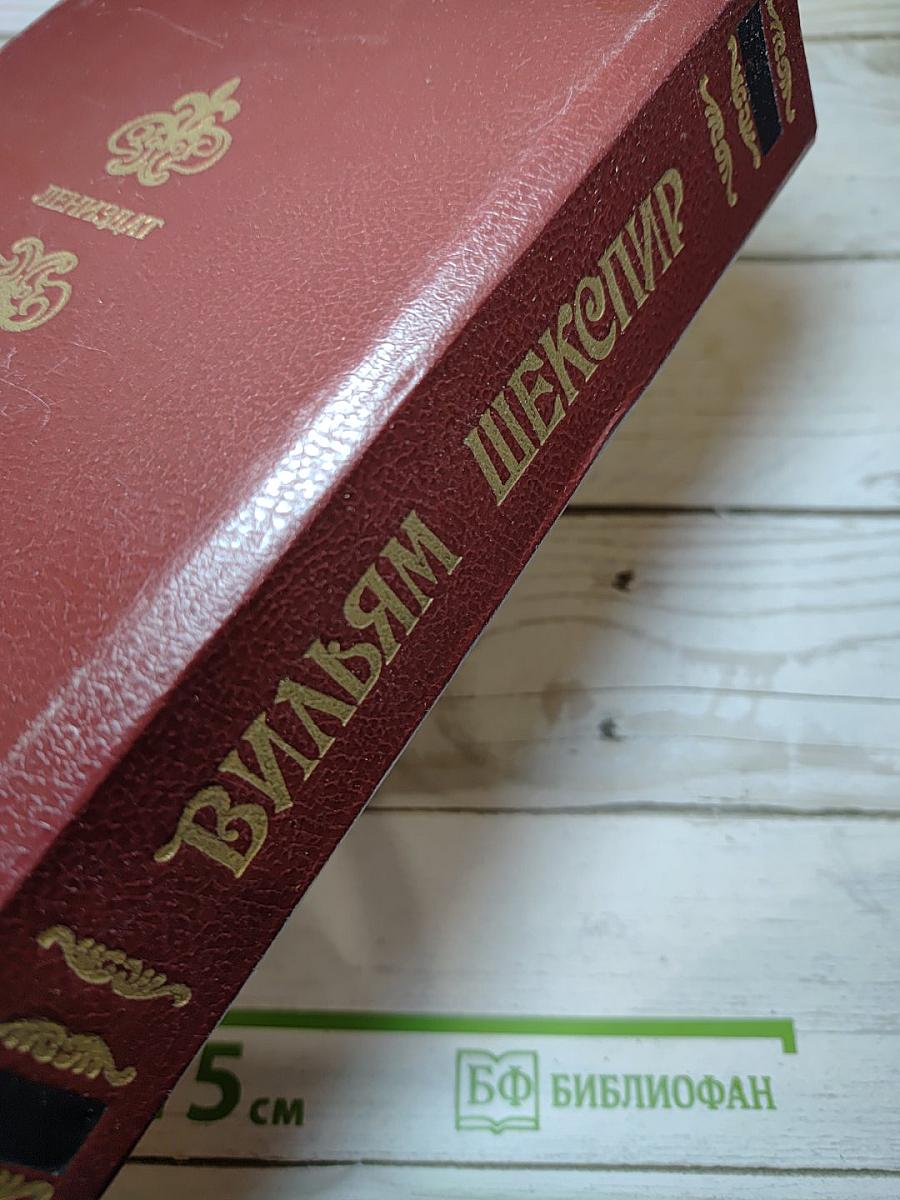 ЛЕНИЗДАТ
ВИЛЬЯМ ШЕКСПИР
5 см
БФ БИБЛИОФАН